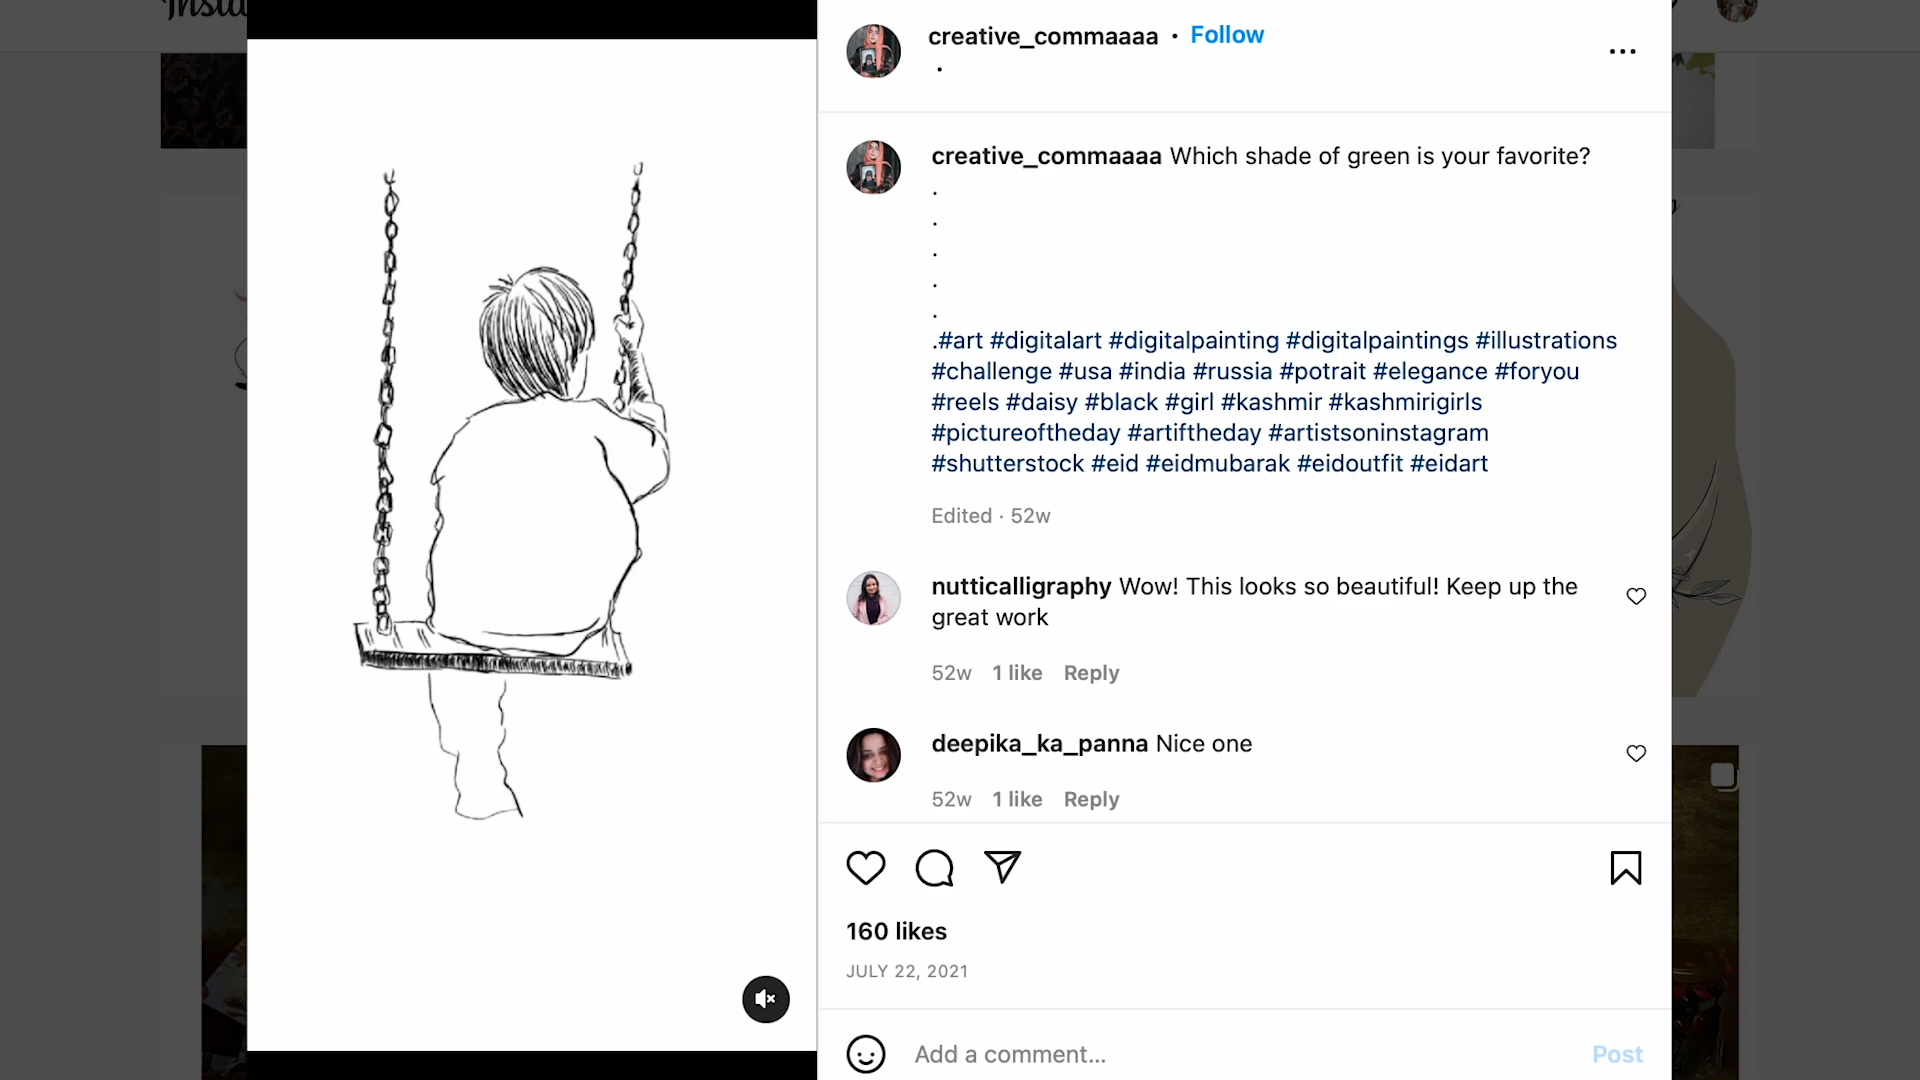 creative_commaaaa • Follow
.
creative_commaaaa Which shade of green is your favorite?
.
.
.
.
.
.#art #digitalart #digitalpainting #digitalpaintings #illustrations
#challenge #usa #india #russia #potrait #elegance #foryou
#reels #daisy #black #girl #kashmir #kashmirigirls
#pictureoftheday #artiftheday #artistsoninstagram
#shutterstock #eid #eidmubarak #eidoutfit #eidart
Edited · 52w
nutticalligraphy Wow! This looks so beautiful! Keep up the
great work
52w 1 like Reply
deepika_ka_panna Nice one
52w 1 like Reply
160 likes
JULY 22, 2021
Add a comment... Post